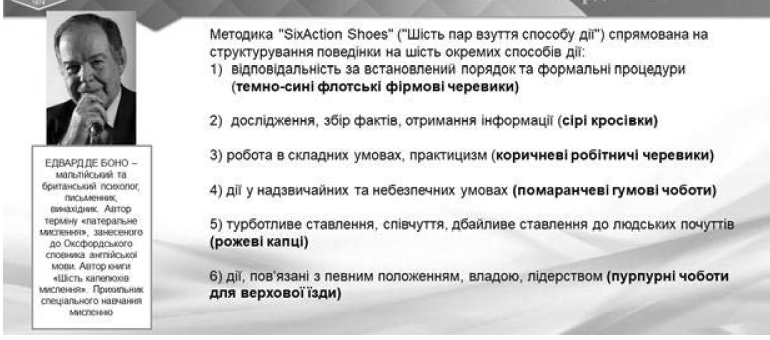 Методика "SixAction Shoes" ("Шість пар взуття способу дії") спрямована на
структурування поведінки на шість окремих способів дії:
1) відповідальність за встановлений порядок та формальні процедури
(темно-сині флотські фірмові черевики)
2) дослідження, збір фактів, отримання інформації (сірі кросівки)
3) робота в складних умовах, практицизм (коричневі робітничі черевики)
4) дії у надзвичайних та небезпечних умовах (помаранчеві гумові чоботи)
5) турботливе ставлення, співчуття, дбайливе ставлення до людських почуттів
(рожеві капці)
6) дії, пов'язані з певним положенням, владою, лідерством (пурпурні чоботи
для верхової їзди)
ЕДВАРД ДЕ БОНО –
мальтійський та
британський психолог,
письменник,
винахідник. Автор
терміну «латеральне
мислення», занесеного
до Оксфордського
словника англійської
мови. Автор книги
«Шість капелюхів
мислення». Прихильник
спеціального навчання
мисленню